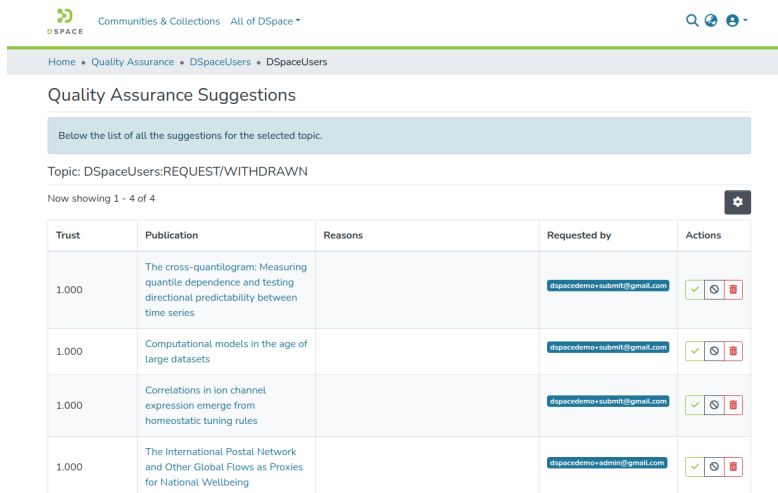 DSPACE
Communities & Collections All of DSpace
Home • Quality Assurance • DSpaceUsers • DSpaceUsers
Quality Assurance Suggestions
Below the list of all the suggestions for the selected topic.
Topic: DSpaceUsers:REQUEST/WITHDRAWN
Now showing 1 - 4 of 4
Trust Publication Reasons Requested by Actions
The cross-quantilogram: Measuring
quantile dependence and testing
directional predictability between
time series
1.000
dspacedemo+submit@gmail.com
Computational models in the age of
large datasets
1.000
dspacedemo+submit@gmail.com
Correlations in ion channel
expression emerge from
homeostatic tuning rules
1.000
dspacedemo+submit@gmail.com
The International Postal Network
and Other Global Flows as Proxies
for National Wellbeing
1.000
dspacedemo+admin@gmail.com